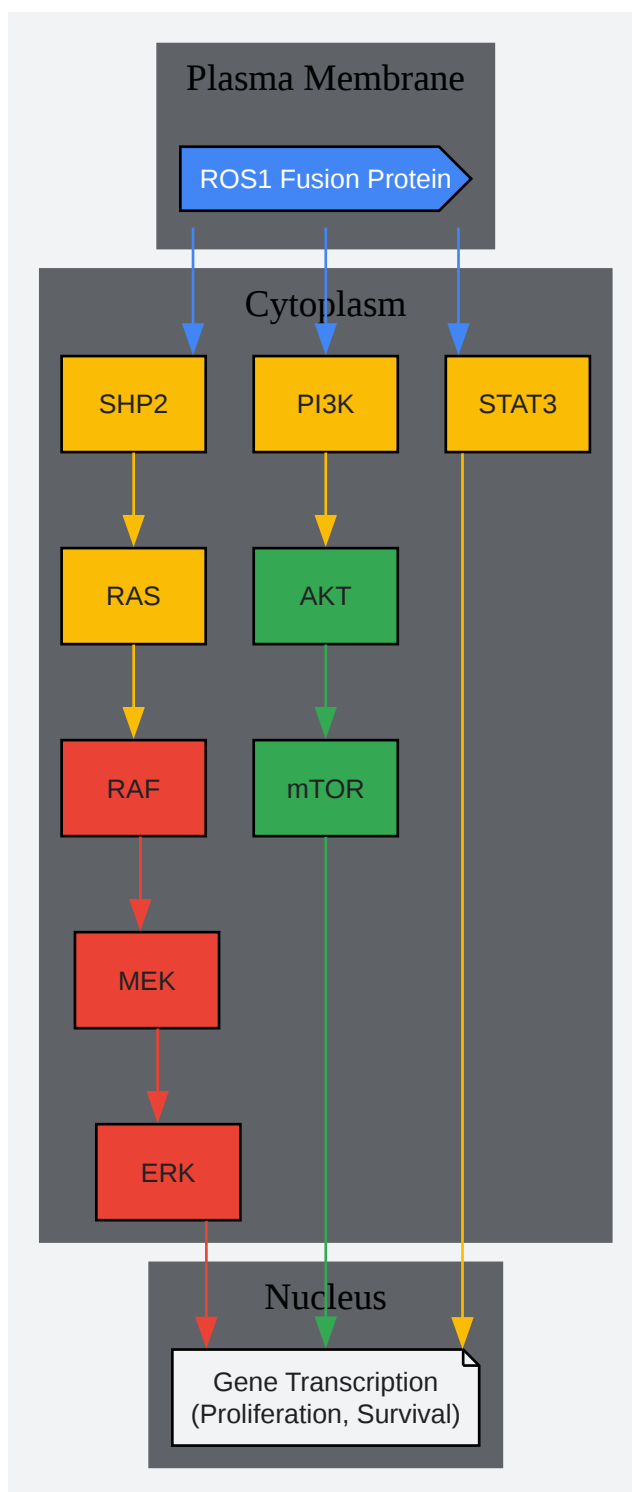 Plasma Membrane
ROS1 Fusion Protein
Cytoplasm
SHP2
PI3K
STAT3
RAS
AKT
RAF
mTOR
MEK
ERK
Nucleus
Gene Transcription
(Proliferation, Survival)